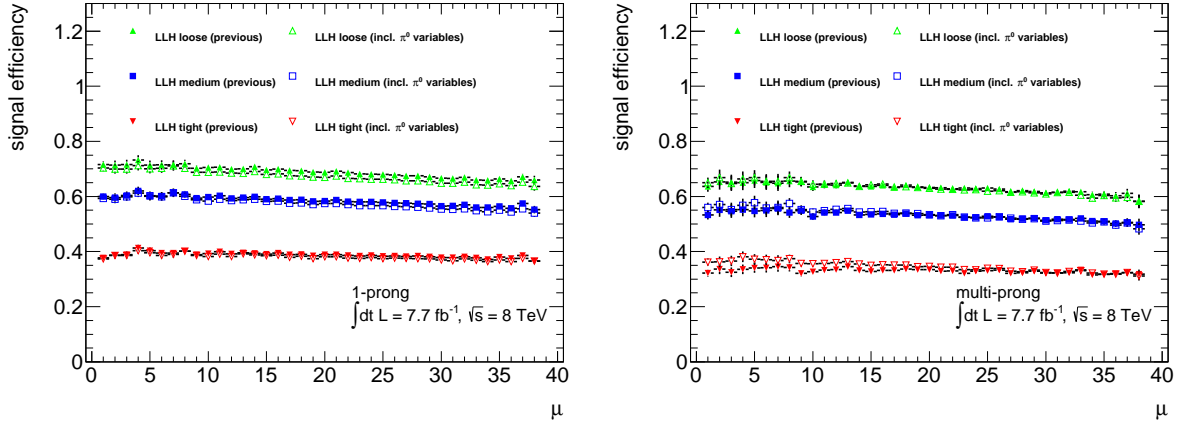 signal efficiency
1.2
1
0.8
0.6
0.4
0.2
0
LLH loose (previous) LLH loose (incl. π⁰ variables)
LLH medium (previous) LLH medium (incl. π⁰ variables)
LLH tight (previous) LLH tight (incl. π⁰ variables)
1-prong
∫dt L = 7.7 fb⁻¹, √s = 8 TeV
0 5 10 15 20 25 30 35 40
μ
signal efficiency
1.2
1
0.8
0.6
0.4
0.2
0
LLH loose (previous) LLH loose (incl. π⁰ variables)
LLH medium (previous) LLH medium (incl. π⁰ variables)
LLH tight (previous) LLH tight (incl. π⁰ variables)
multi-prong
∫dt L = 7.7 fb⁻¹, √s = 8 TeV
0 5 10 15 20 25 30 35 40
μ